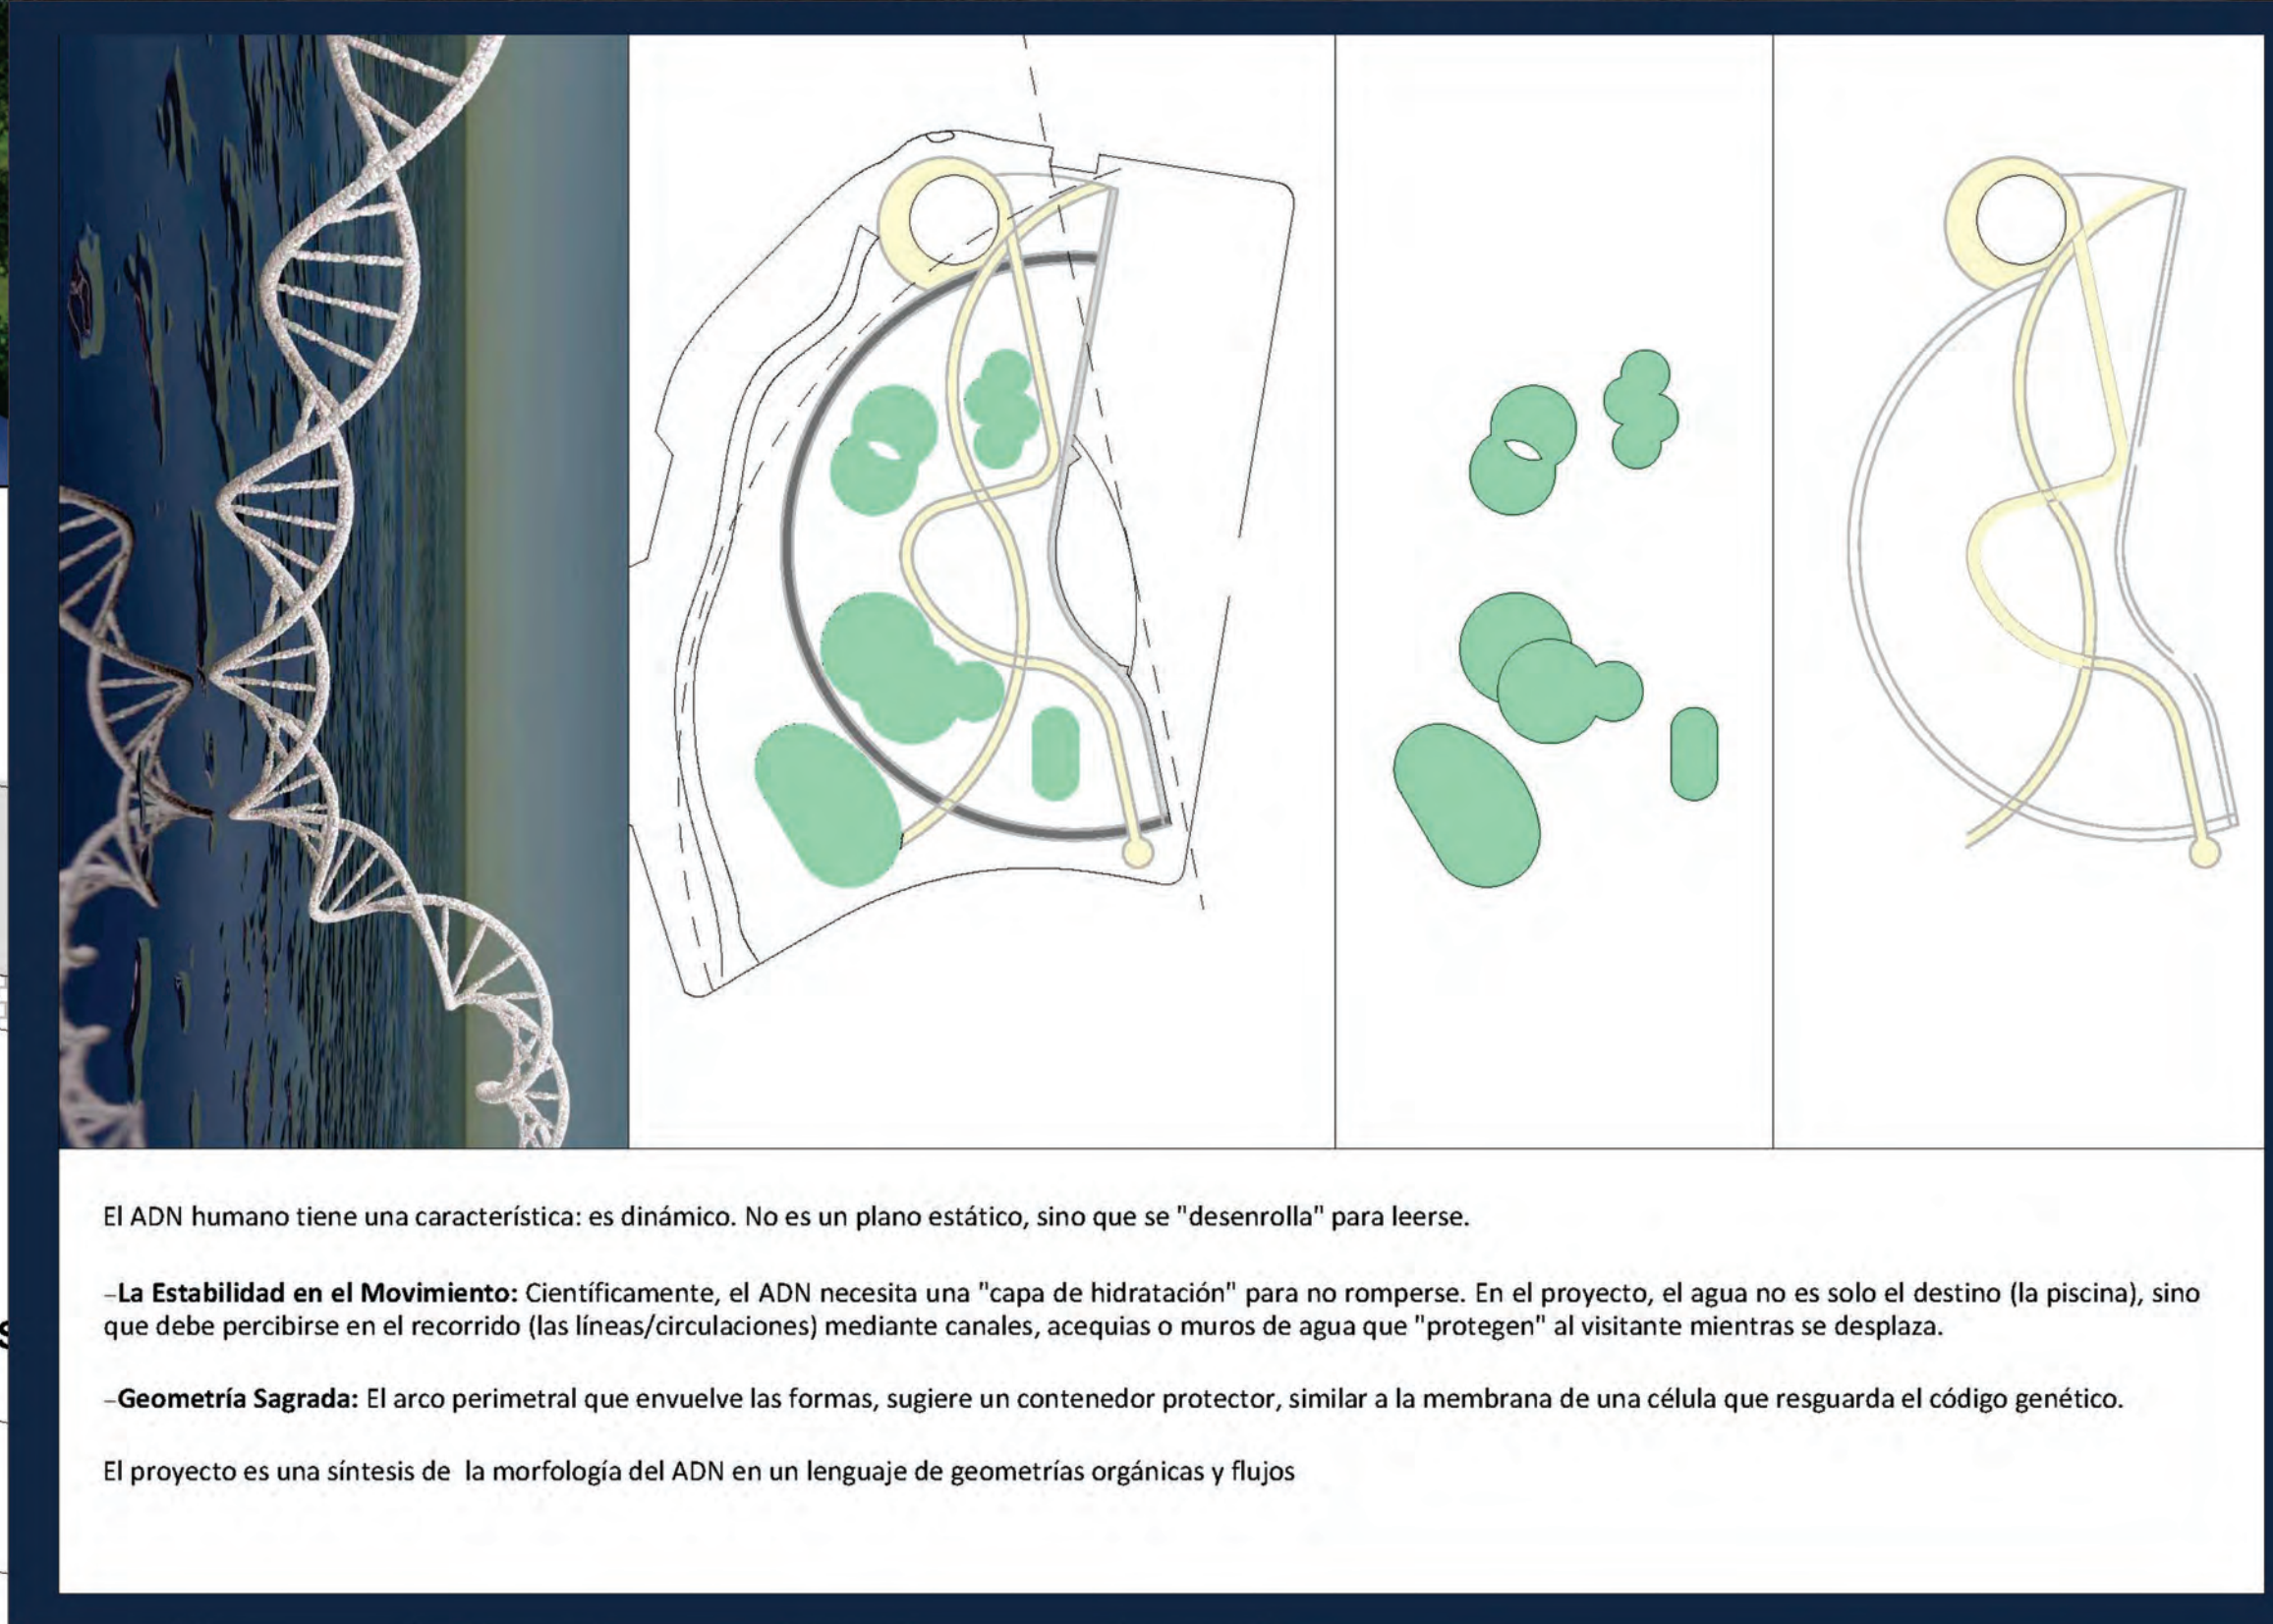 El ADN humano tiene una característica: es dinámico. No es un plano estático, sino que se "desenrolla" para leerse.
–La Estabilidad en el Movimiento: Científicamente, el ADN necesita una "capa de hidratación" para no romperse. En el proyecto, el agua no es solo el destino (la piscina), sino
que debe percibirse en el recorrido (las líneas/circulaciones) mediante canales, acequias o muros de agua que "protegen" al visitante mientras se desplaza.
–Geometría Sagrada: El arco perimetral que envuelve las formas, sugiere un contenedor protector, similar a la membrana de una célula que resguarda el código genético.
El proyecto es una síntesis de  la morfología del ADN en un lenguaje de geometrías orgánicas y flujos